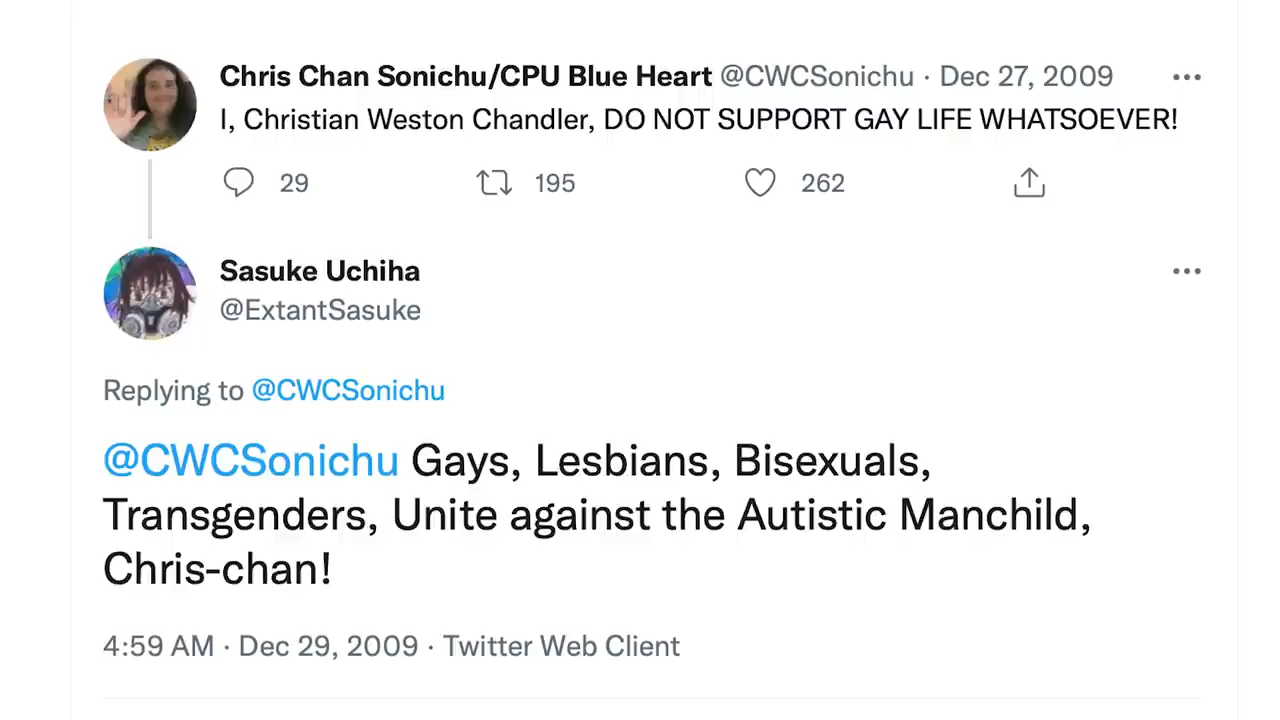 Chris Chan Sonichu/CPU Blue Heart @CWCSonichu · Dec 27, 2009
I, Christian Weston Chandler, DO NOT SUPPORT GAY LIFE WHATSOEVER!
29 195 262
Sasuke Uchiha
@ExtantSasuke
Replying to @CWCSonichu
@CWCSonichu Gays, Lesbians, Bisexuals,
Transgenders, Unite against the Autistic Manchild,
Chris-chan!
4:59 AM · Dec 29, 2009 · Twitter Web Client